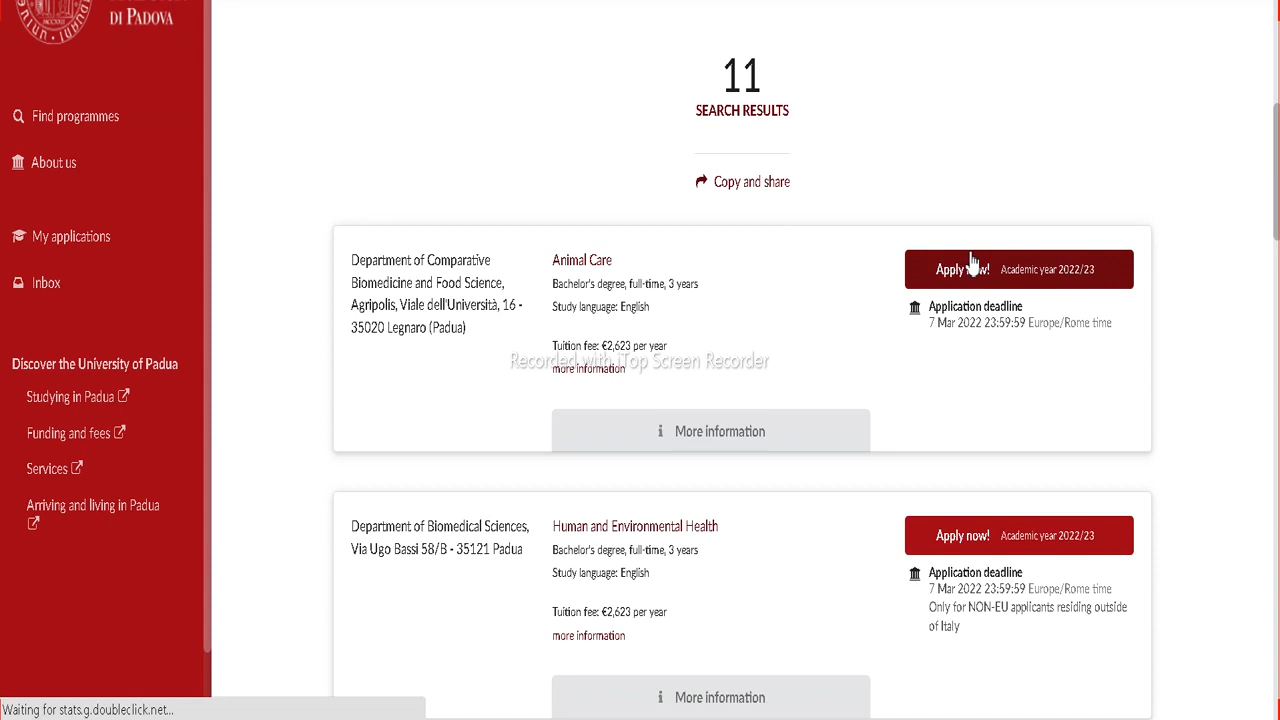 DI PADOVA
Find programmes
About us
My applications
Inbox
Discover the University of Padua
Studying in Padua
Funding and fees
Services
Arriving and living in Padua
11
SEARCH RESULTS
Copy and share
Department of Comparative
Biomedicine and Food Science,
Agripolis, Viale dell'Università, 16 -
35020 Legnaro (Padua)
Animal Care
Bachelor's degree, full-time, 3 years
Study language: English
Tuition fee: €2,623 per year
more information
More information
Apply now! Academic year 2022/23
Application deadline
7 Mar 2022 23:59:59 Europe/Rome time
Recorded with iTop Screen Recorder
Department of Biomedical Sciences,
Via Ugo Bassi 58/B - 35121 Padua
Human and Environmental Health
Bachelor's degree, full-time, 3 years
Study language: English
Tuition fee: €2,623 per year
more information
More information
Apply now! Academic year 2022/23
Application deadline
7 Mar 2022 23:59:59 Europe/Rome time
Only for NON-EU applicants residing outside
of Italy
Waiting for stats.g.doubleclick.net...